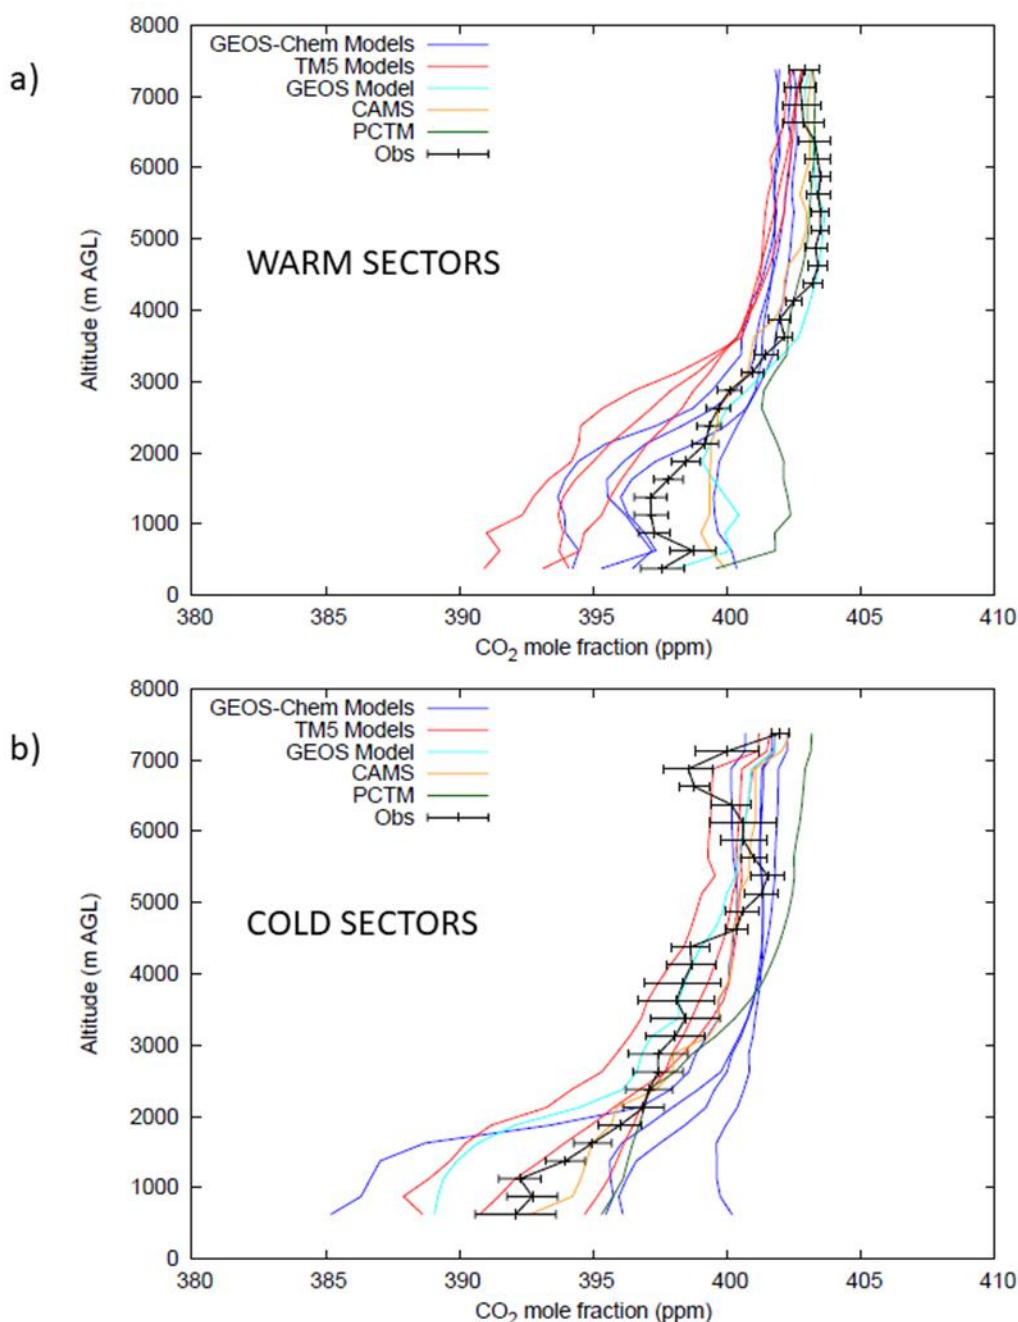 a)
8000
7000
6000
5000
4000
3000
2000
1000
0
Altitude (m AGL)
GEOS-Chem Models
TM5 Models
GEOS Model
CAMS
PCTM
Obs
WARM SECTORS
380 385 390 395 400 405 410
CO2 mole fraction (ppm)
b)
8000
7000
6000
5000
4000
3000
2000
1000
0
Altitude (m AGL)
GEOS-Chem Models
TM5 Models
GEOS Model
CAMS
PCTM
Obs
COLD SECTORS
380 385 390 395 400 405 410
CO2 mole fraction (ppm)